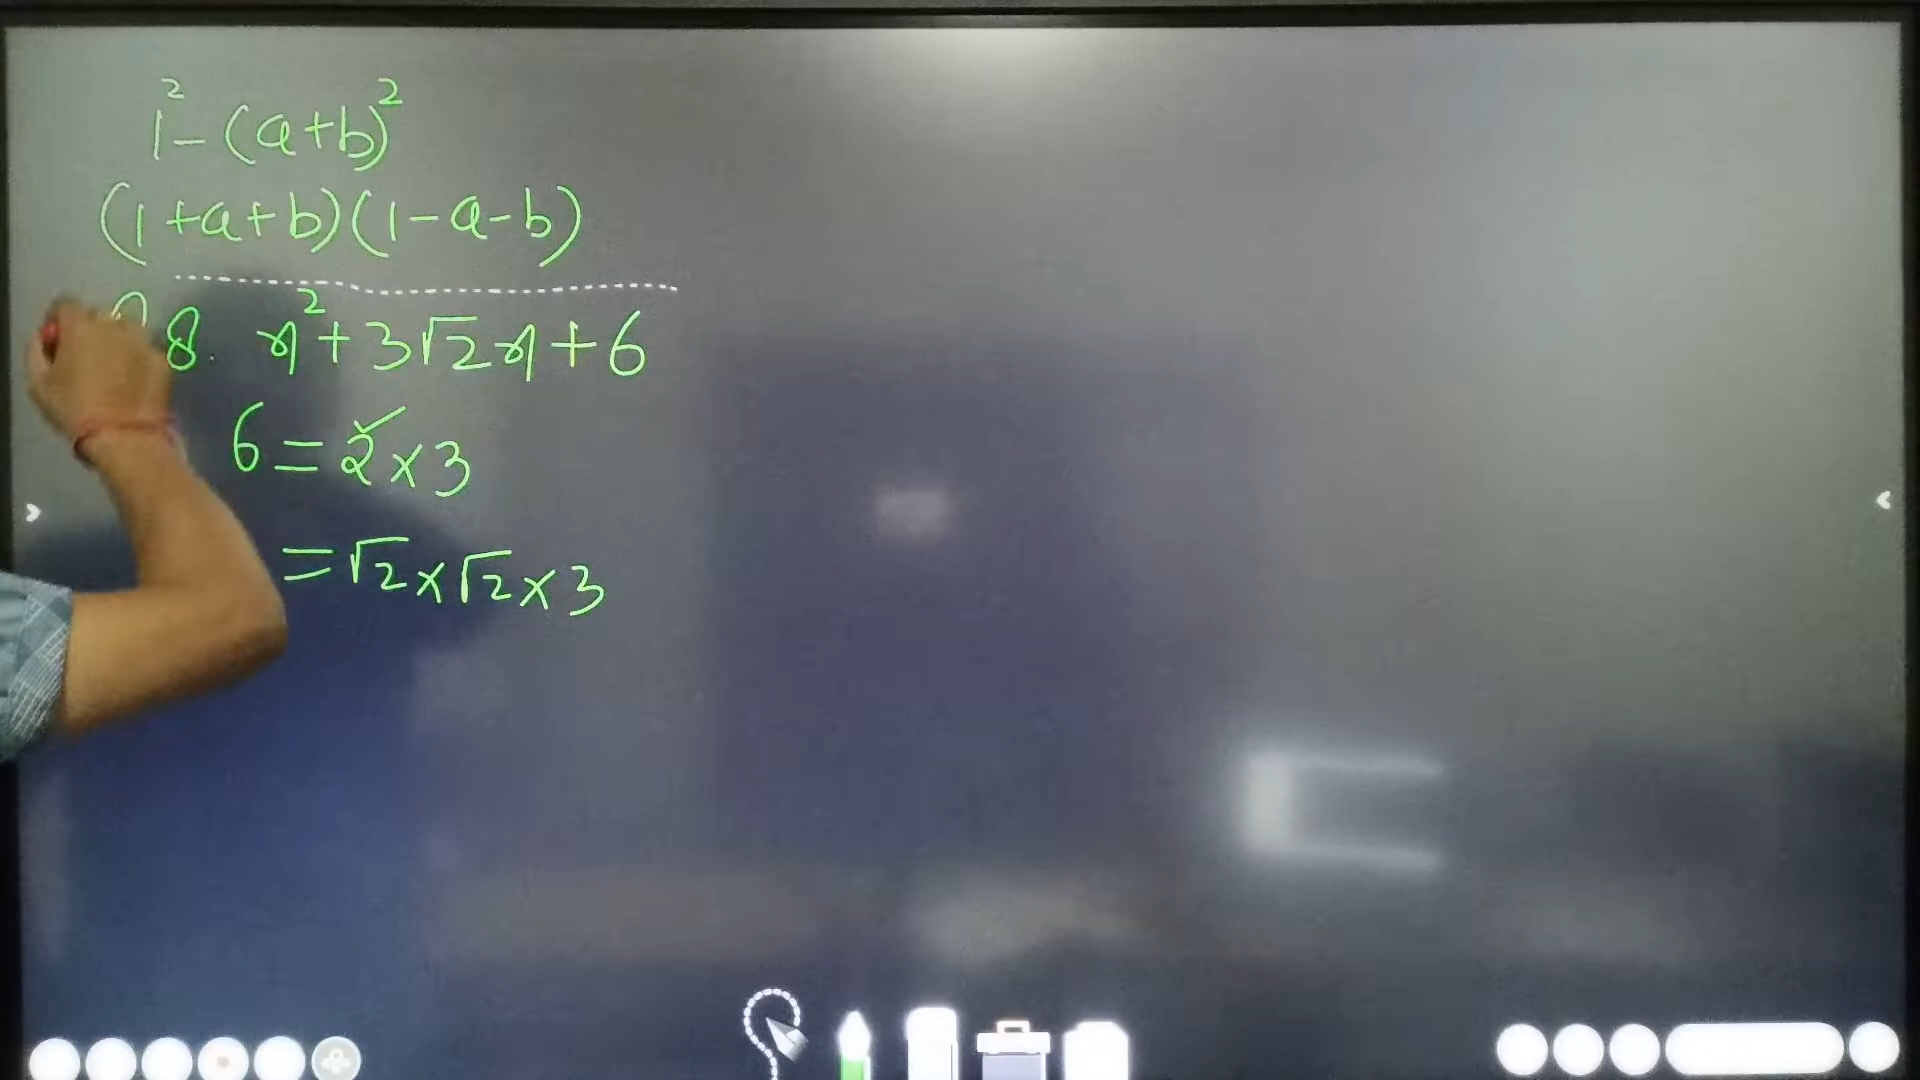 1² - (a+b)²
(1+a+b)(1-a-b)
8. x² + 3√2x + 6
6 = 2 × 3
= √2 × √2 × 3